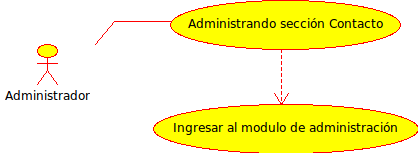 Administrando sección Contacto
Administrador
Ingresar al modulo de administración